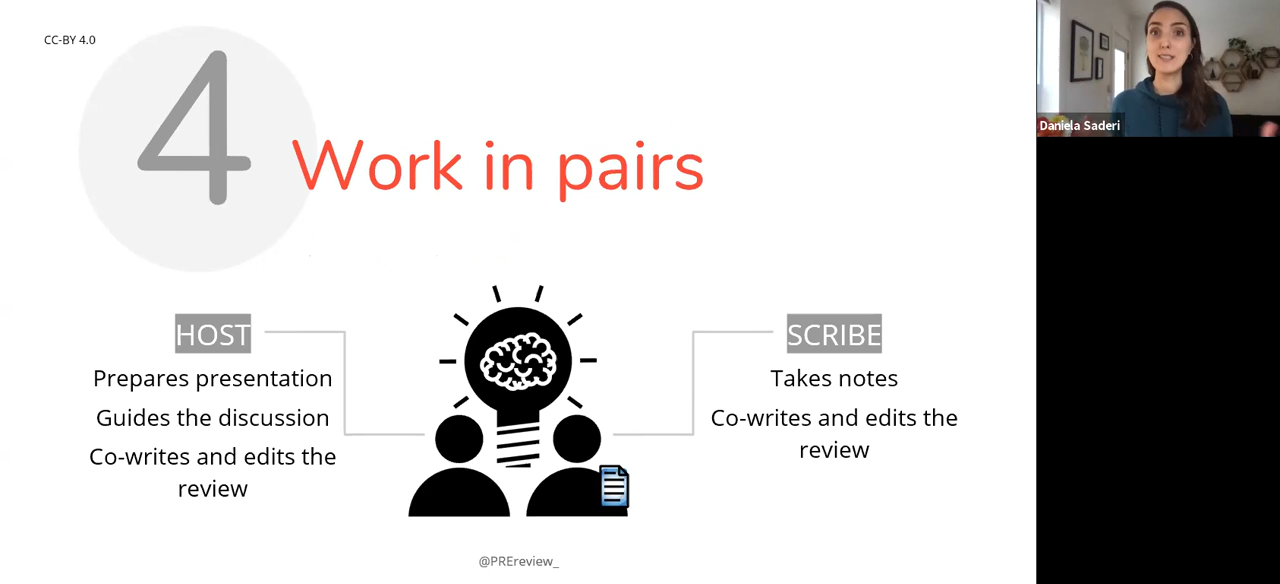 CC-BY 4.0
4
Work in pairs
HOST
Prepares presentation
Guides the discussion
Co-writes and edits the
review
SCRIBE
Takes notes
Co-writes and edits the
review
@PREreview_
Daniela Saderi